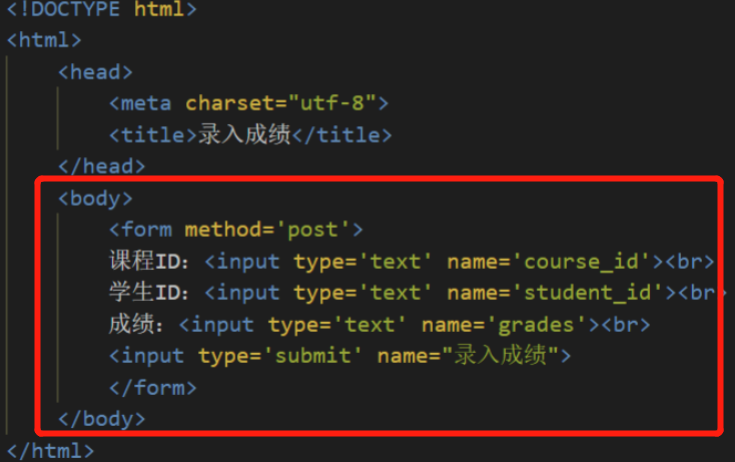 <!DOCTYPE html>
<html>
<head>
<meta charset="utf-8">
<title>录入成绩</title>
</head>
<body>
<form method='post'>
课程ID：<input type='text' name='course_id'><br>
学生ID：<input type='text' name='student_id'><br
成绩：<input type='text' name='grades'><br>
<input type='submit' name="录入成绩">
</form>
</body>
</html>